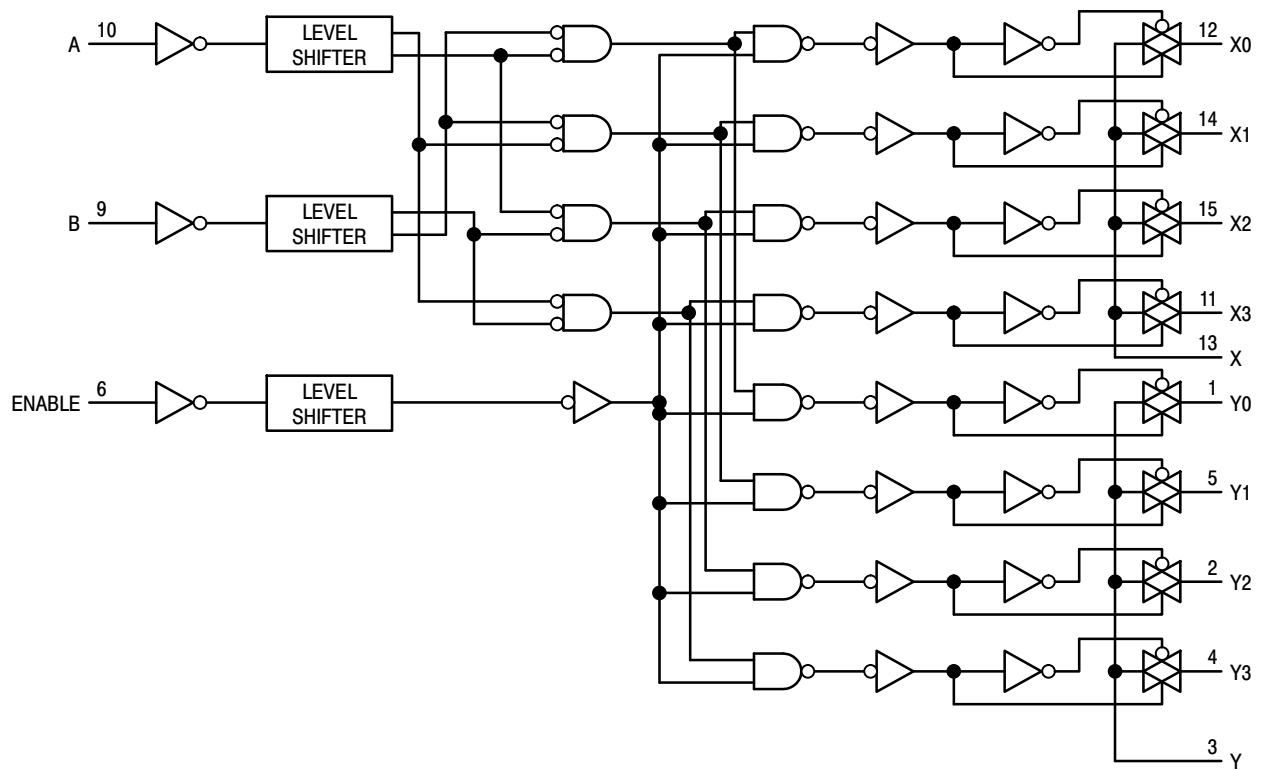 A 10
LEVEL
SHIFTER
12 X0
14 X1
B 9
LEVEL
SHIFTER
15 X2
11 X3
13 X
ENABLE 6
LEVEL
SHIFTER
1 Y0
5 Y1
2 Y2
4 Y3
3 Y